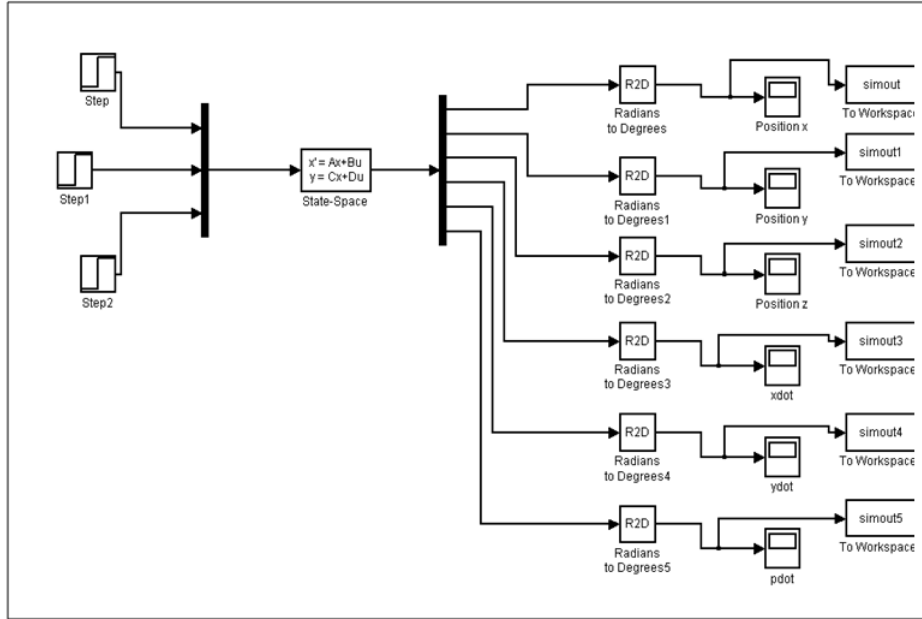 Step
Step1
Step2
x' = Ax+Bu
y = Cx+Du
State-Space
R2D
Radians
to Degrees
Position x
simout
To Workspace
R2D
Radians
to Degrees1
Position y
simout1
To Workspace
R2D
Radians
to Degrees2
Position z
simout2
To Workspace
R2D
Radians
to Degrees3
xdot
simout3
To Workspace
R2D
Radians
to Degrees4
ydot
simout4
To Workspace
R2D
Radians
to Degrees5
pdot
simout5
To Workspace